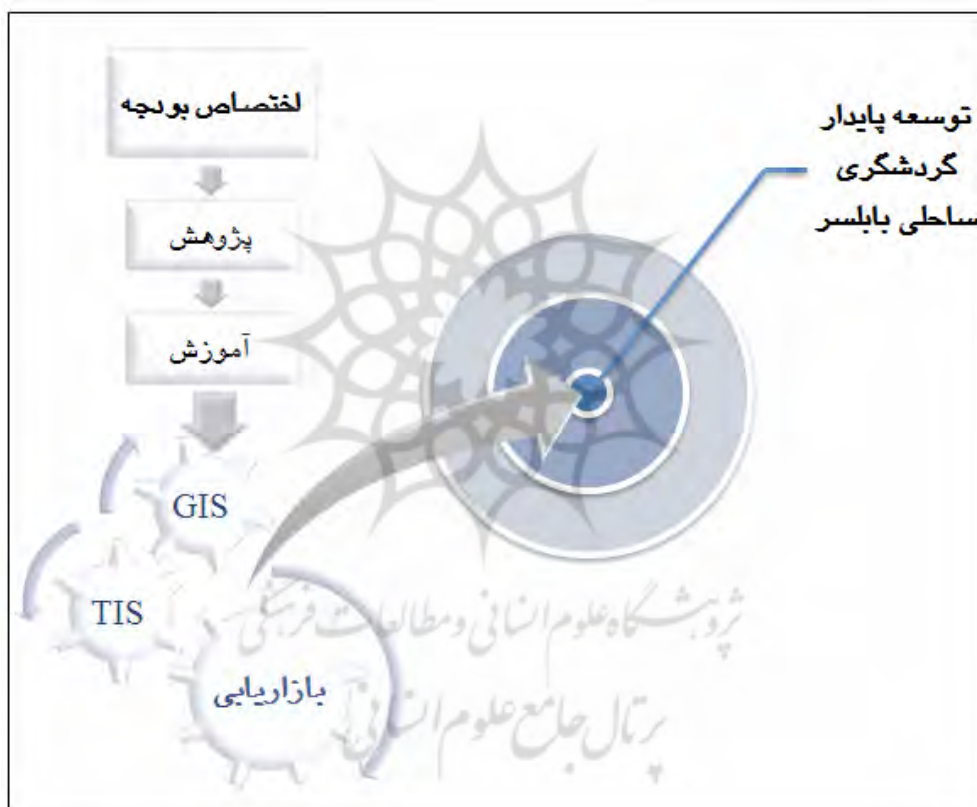 اختصاص بودجه
پژوهش
آموزش
GIS
TIS
بازاریابی
توسعه پایدار
گردشگری
ساحلی بابلسر
پژوهشگاه علوم انسانی و مطالعات فرهنگی
پرتال جامع علوم انسانی